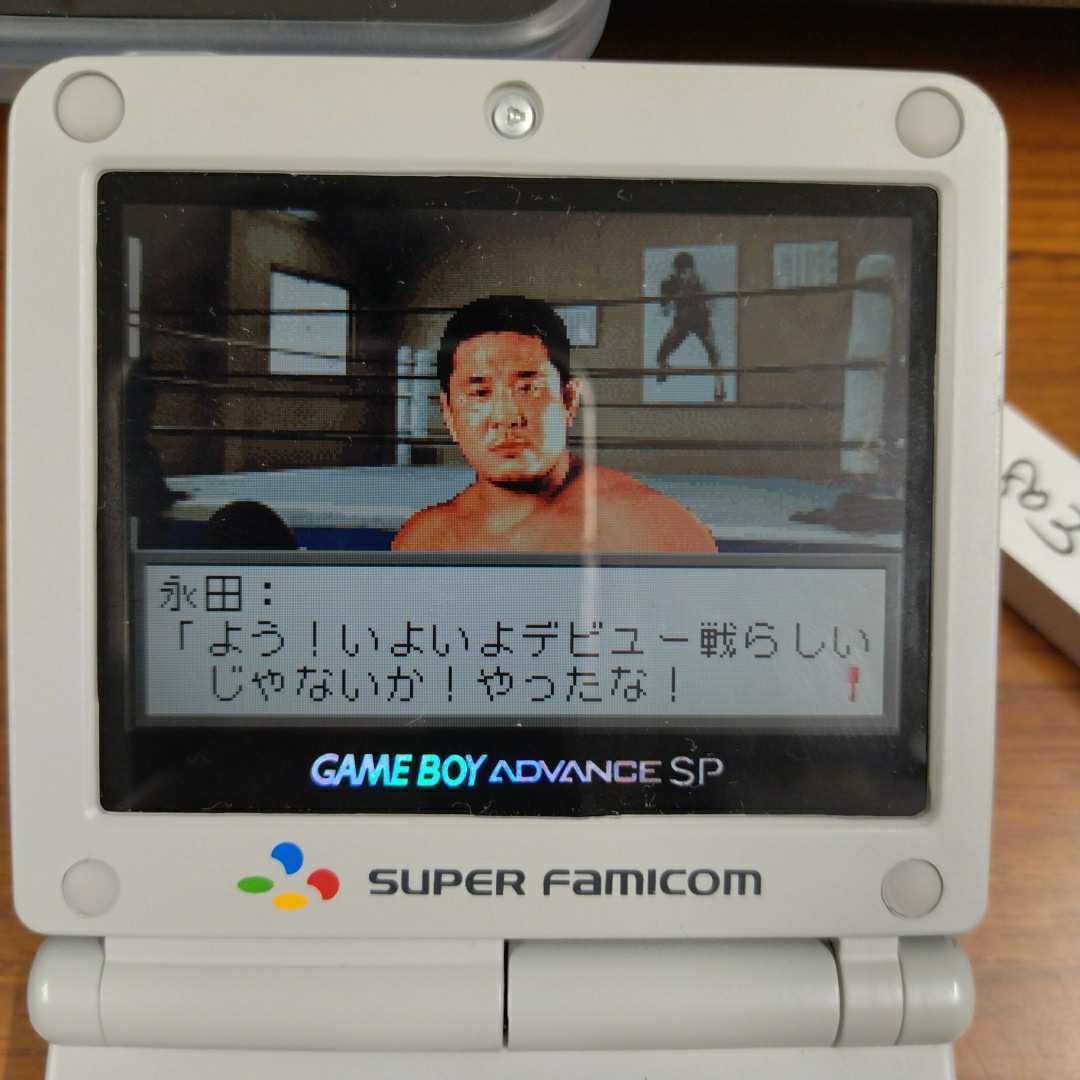 永田：
「よう！いよいよデビュー戦らしい
じゃないか！やったな！
GAME BOY ADVANCE SP
SUPER FAMICOM